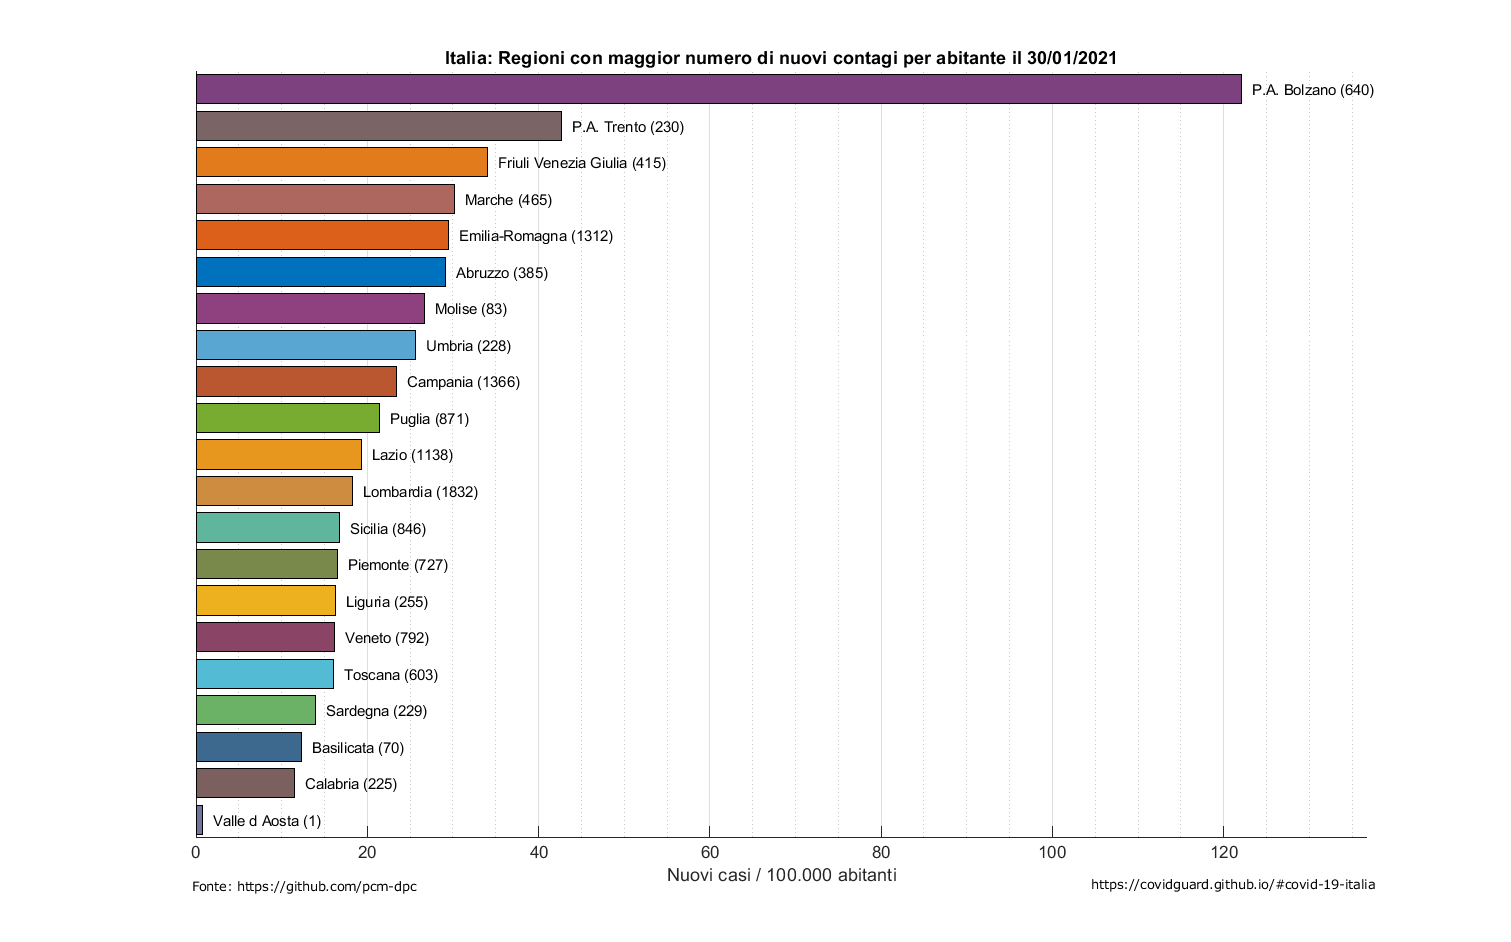 Italia: Regioni con maggior numero di nuovi contagi per abitante il 30/01/2021
P.A. Bolzano (640)
P.A. Trento (230)
Friuli Venezia Giulia (415)
Marche (465)
Emilia-Romagna (1312)
Abruzzo (385)
Molise (83)
Umbria (228)
Campania (1366)
Puglia (871)
Lazio (1138)
Lombardia (1832)
Sicilia (846)
Piemonte (727)
Liguria (255)
Veneto (792)
Toscana (603)
Sardegna (229)
Basilicata (70)
Calabria (225)
Valle d Aosta (1)
0 20 40 60 80 100 120
Nuovi casi / 100.000 abitanti
Fonte: https://github.com/pcm-dpc
https://covidguard.github.io/#covid-19-italia